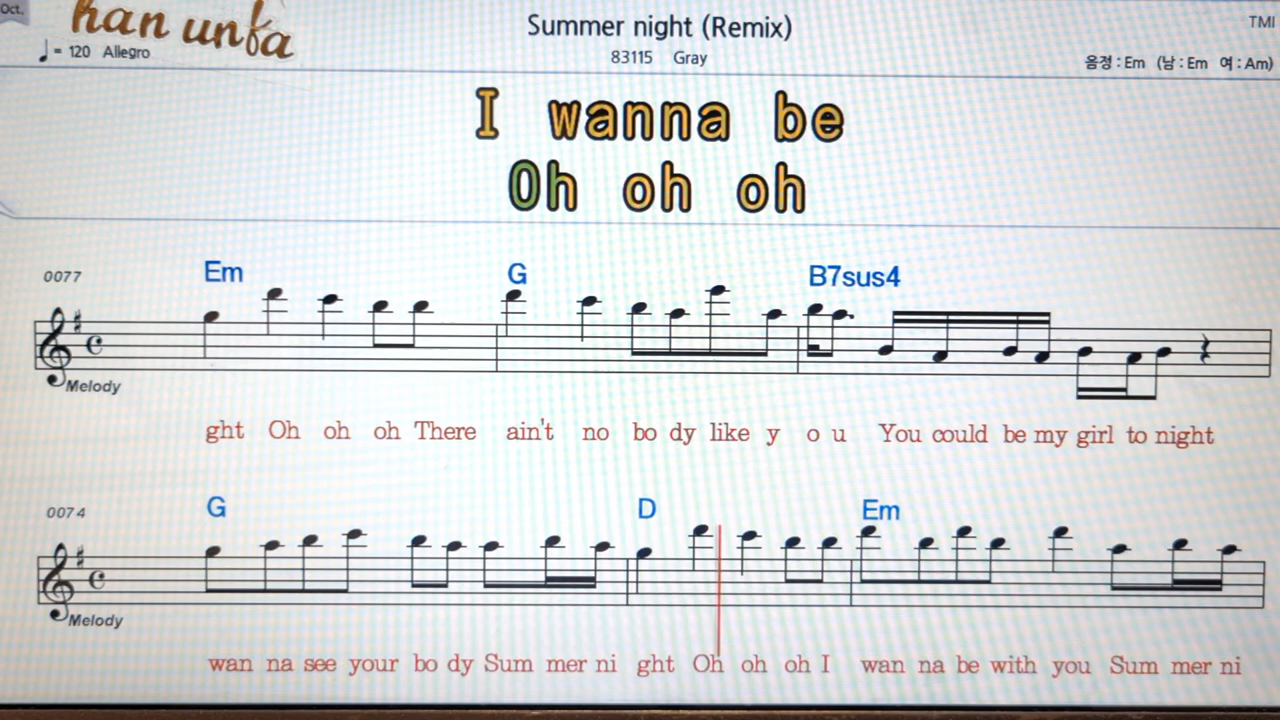 Oct.
han unfa
Summer night (Remix)
TMI
♩ = 120 Allegro
83115 Gray
음정 : Em (남 : Em 여 : Am)
I wanna be
Oh oh oh
0077
Em G B7sus4
Melody
ght Oh oh oh There ain't no bo dy like y o u You could be my girl to night
0074
G D Em
Melody
wan na see your bo dy Sum mer ni ght Oh oh oh I wan na be with you Sum mer ni